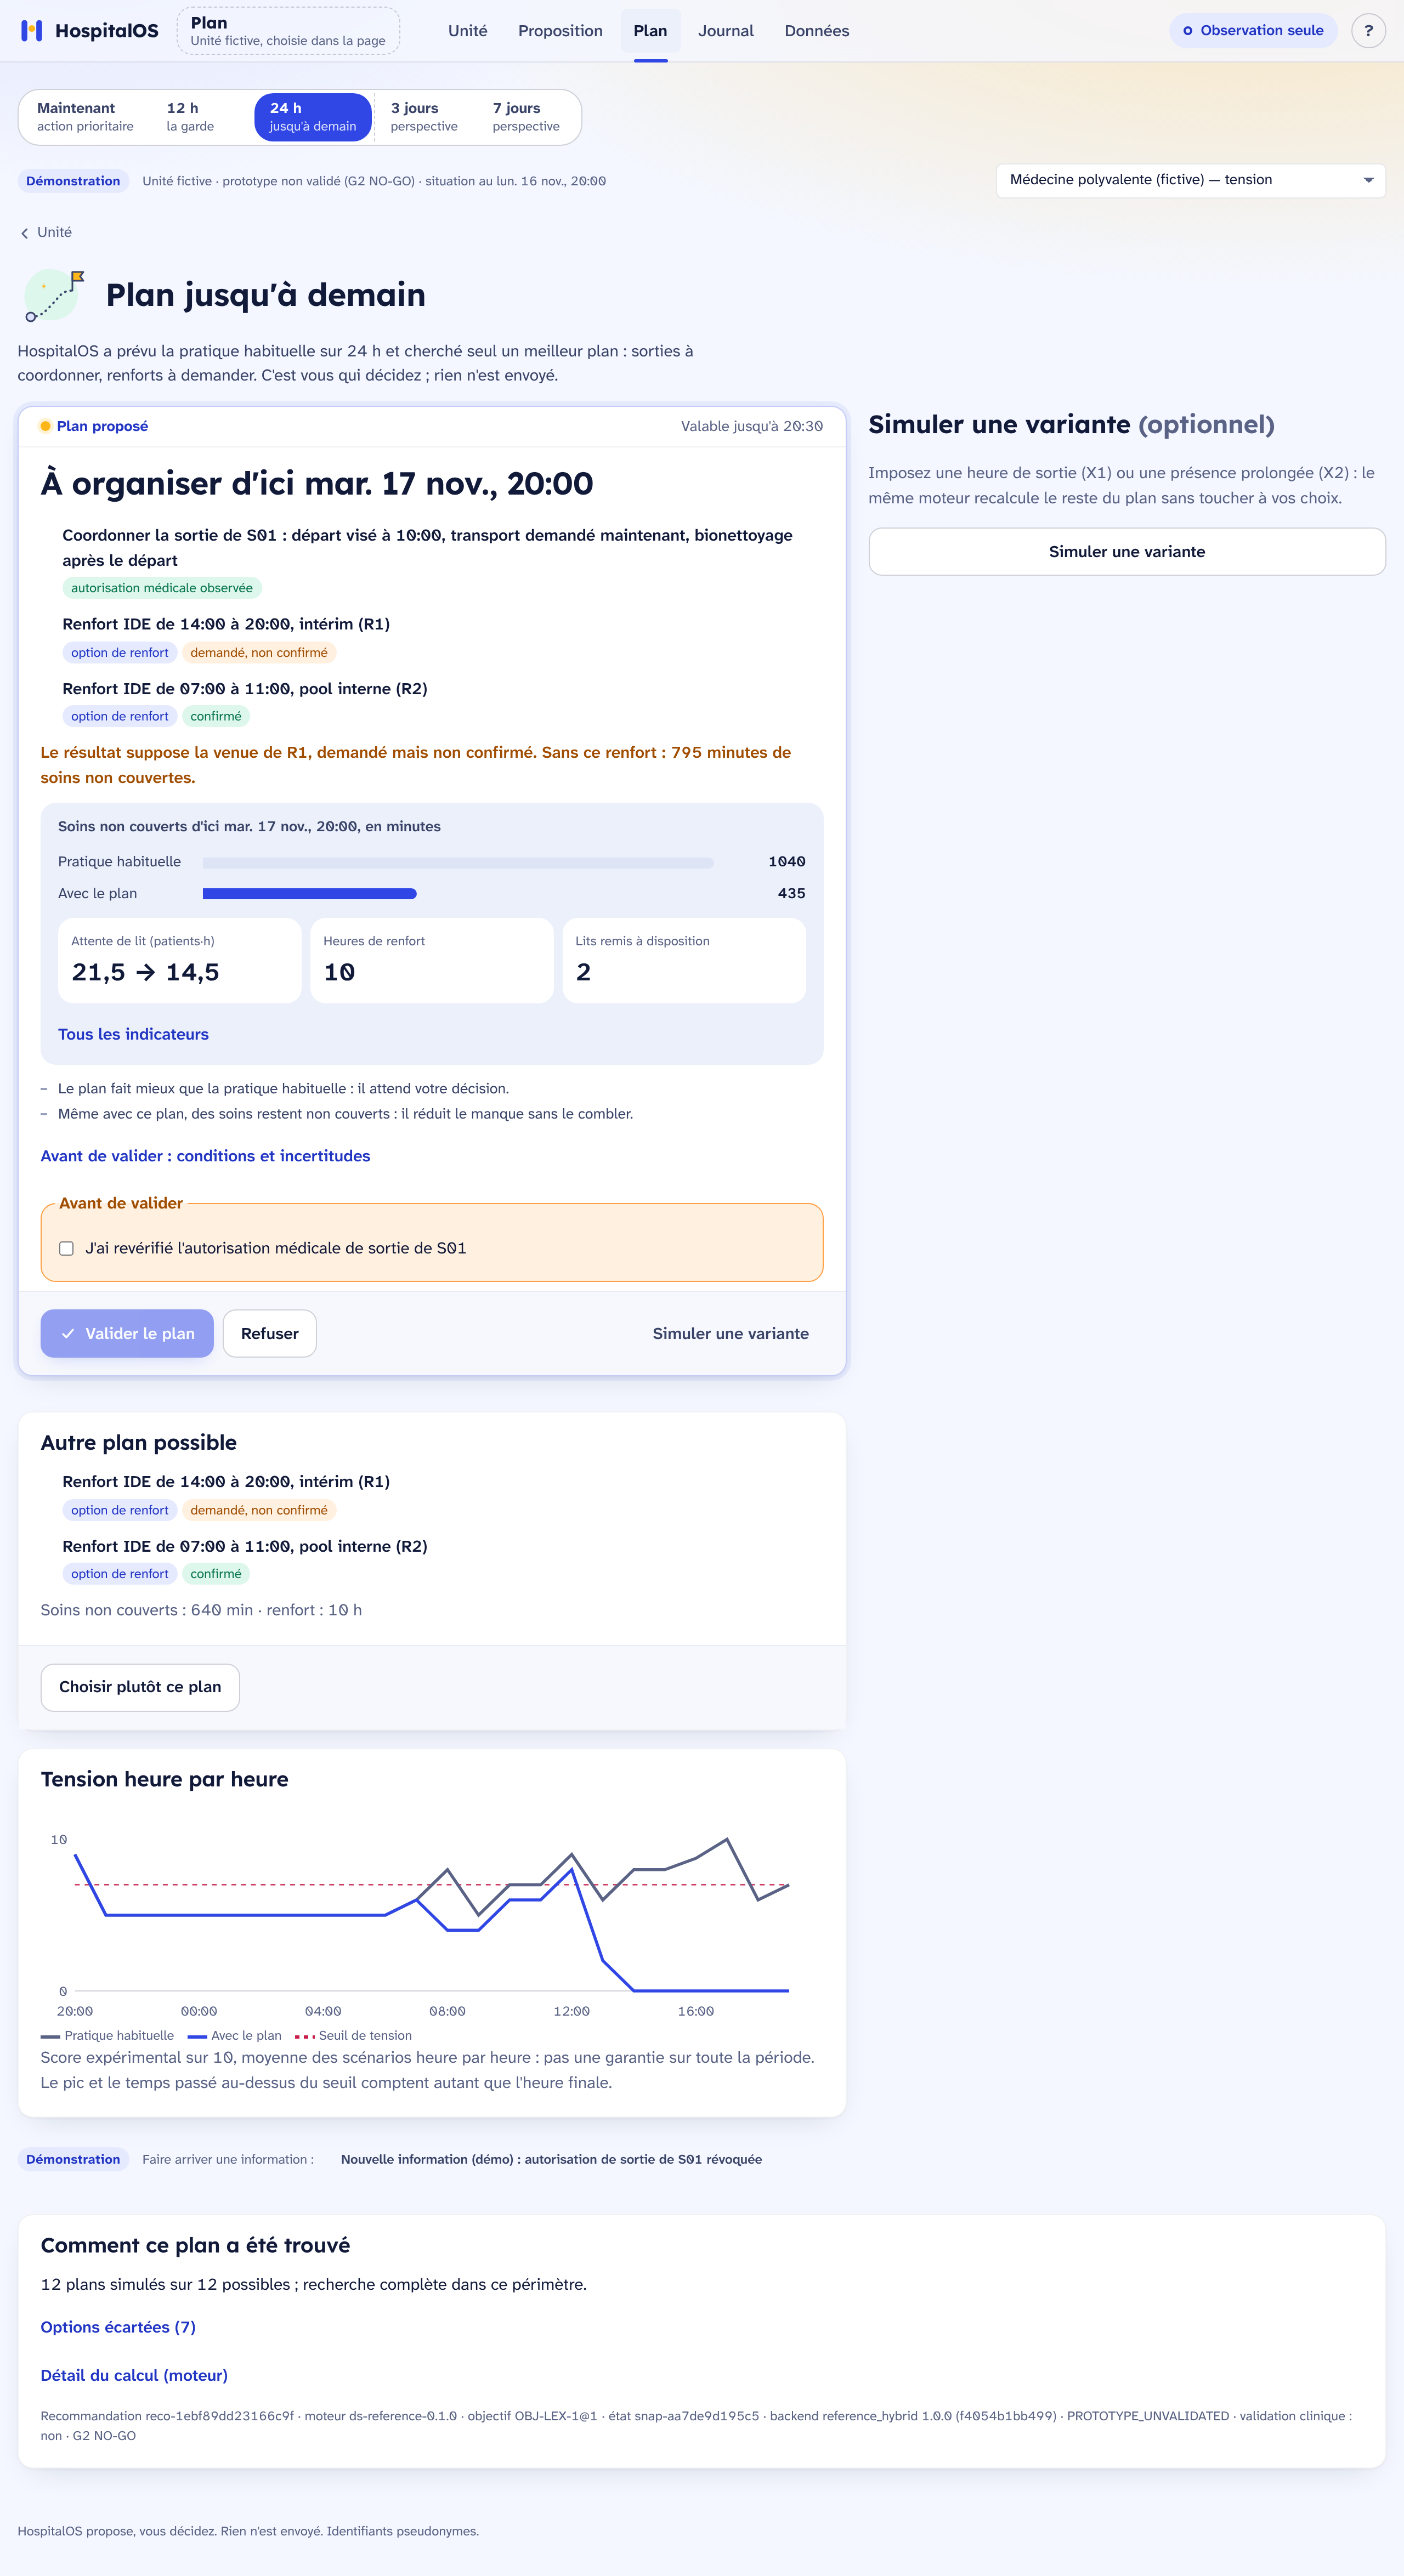 HospitalOS
Plan
Unité fictive, choisie dans la page
Unité
Proposition
Plan
Journal
Données
Observation seule
?
Maintenant
action prioritaire
12 h
la garde
24 h
jusqu'à demain
3 jours
perspective
7 jours
perspective
Démonstration
Unité fictive · prototype non validé (G2 NO-GO) · situation au lun. 16 nov., 20:00
Médecine polyvalente (fictive) — tension
Unité
Plan jusqu'à demain
HospitalOS a prévu la pratique habituelle sur 24 h et cherché seul un meilleur plan : sorties à
coordonner, renforts à demander. C'est vous qui décidez ; rien n'est envoyé.
Plan proposé
Valable jusqu'à 20:30
À organiser d'ici mar. 17 nov., 20:00
Coordonner la sortie de S01 : départ visé à 10:00, transport demandé maintenant, bionettoyage
après le départ
autorisation médicale observée
Renfort IDE de 14:00 à 20:00, intérim (R1)
option de renfort
demandé, non confirmé
Renfort IDE de 07:00 à 11:00, pool interne (R2)
option de renfort
confirmé
Le résultat suppose la venue de R1, demandé mais non confirmé. Sans ce renfort : 795 minutes de
soins non couvertes.
Soins non couverts d'ici mar. 17 nov., 20:00, en minutes
Pratique habituelle
1040
Avec le plan
435
Attente de lit (patients·h)
21,5 → 14,5
Heures de renfort
10
Lits remis à disposition
2
Tous les indicateurs
– Le plan fait mieux que la pratique habituelle : il attend votre décision.
– Même avec ce plan, des soins restent non couverts : il réduit le manque sans le combler.
Avant de valider : conditions et incertitudes
Avant de valider
J'ai revérifié l'autorisation médicale de sortie de S01
Valider le plan
Refuser
Simuler une variante
Simuler une variante (optionnel)
Imposez une heure de sortie (X1) ou une présence prolongée (X2) : le
même moteur recalcule le reste du plan sans toucher à vos choix.
Simuler une variante
Autre plan possible
Renfort IDE de 14:00 à 20:00, intérim (R1)
option de renfort
demandé, non confirmé
Renfort IDE de 07:00 à 11:00, pool interne (R2)
option de renfort
confirmé
Soins non couverts : 640 min · renfort : 10 h
Choisir plutôt ce plan
Tension heure par heure
10
0
20:00
00:00
04:00
08:00
12:00
16:00
Pratique habituelle
Avec le plan
Seuil de tension
Score expérimental sur 10, moyenne des scénarios heure par heure : pas une garantie sur toute la période.
Le pic et le temps passé au-dessus du seuil comptent autant que l'heure finale.
Démonstration
Faire arriver une information :
Nouvelle information (démo) : autorisation de sortie de S01 révoquée
Comment ce plan a été trouvé
12 plans simulés sur 12 possibles ; recherche complète dans ce périmètre.
Options écartées (7)
Détail du calcul (moteur)
Recommandation reco-1ebf89dd23166c9f · moteur ds-reference-0.1.0 · objectif OBJ-LEX-1@1 · état snap-aa7de9d195c5 · backend reference_hybrid 1.0.0 (f4054b1bb499) · PROTOTYPE_UNVALIDATED · validation clinique :
non · G2 NO-GO
HospitalOS propose, vous décidez. Rien n'est envoyé. Identifiants pseudonymes.